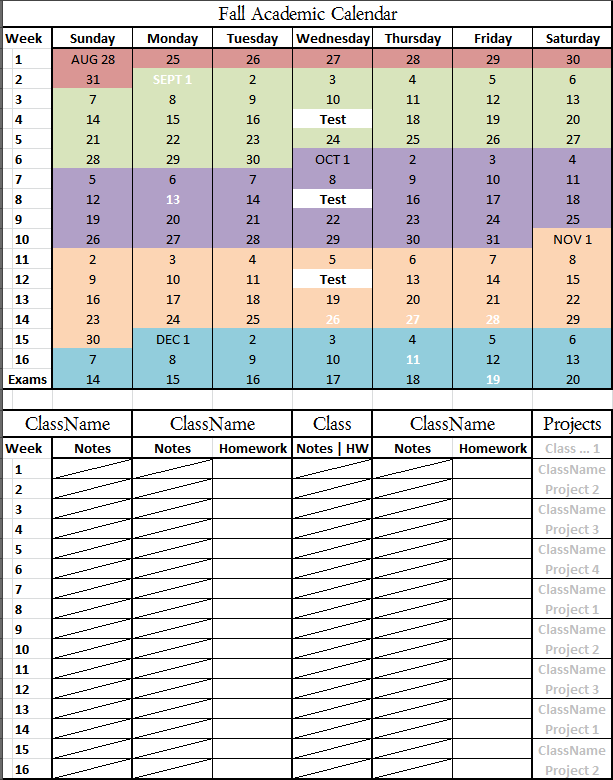 Fall Academic Calendar
Week Sunday Monday Tuesday Wednesday Thursday Friday Saturday
1 AUG 28 25 26 27 28 29 30
2 31 SEPT 1 2 3 4 5 6
3 7 8 9 10 11 12 13
4 14 15 16 Test 18 19 20
5 21 22 23 24 25 26 27
6 28 29 30 OCT 1 2 3 4
7 5 6 7 8 9 10 11
8 12 13 14 Test 16 17 18
9 19 20 21 22 23 24 25
10 26 27 28 29 30 31 NOV 1
11 2 3 4 5 6 7 8
12 9 10 11 Test 13 14 15
13 16 17 18 19 20 21 22
14 23 24 25 26 27 28 29
15 30 DEC 1 2 3 4 5 6
16 7 8 9 10 11 12 13
Exams 14 15 16 17 18 19 20
ClassName ClassName Class ClassName Projects
Week Notes Notes Homework Notes | HW Notes Homework Class ... 1
1 ClassName
2 Project 2
3 ClassName
4 Project 3
5 ClassName
6 Project 4
7 ClassName
8 Project 1
9 ClassName
10 Project 2
11 ClassName
12 Project 3
13 ClassName
14 Project 1
15 ClassName
16 Project 2